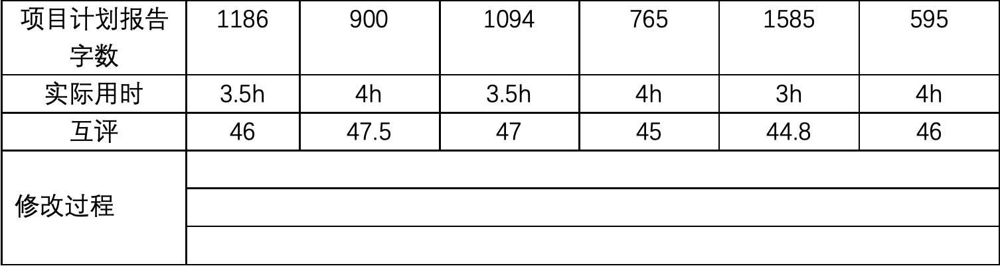 项目计划报告 1186 900 1094 765 1585 595
字数
实际用时 3.5h 4h 3.5h 4h 3h 4h
互评 46 47.5 47 45 44.8 46
修改过程